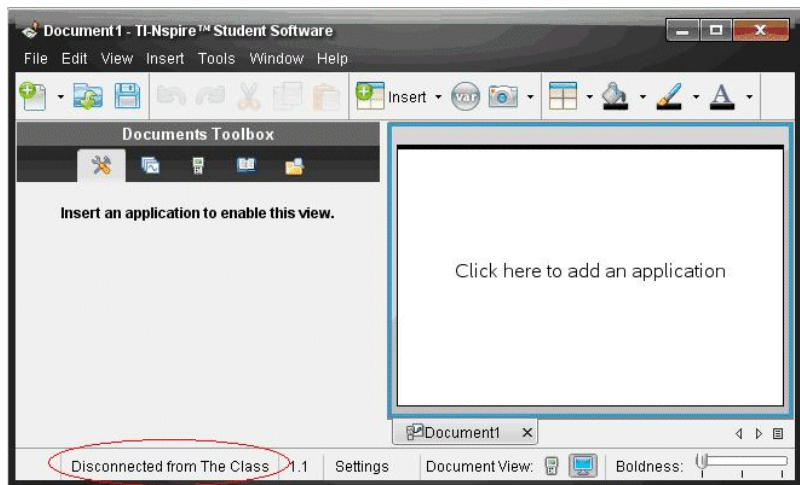 Document1 - TI-Nspire™ Student Software
File Edit View Insert Tools Window Help
Insert var A
Documents Toolbox
Insert an application to enable this view.
Click here to add an application
Document1 X
Disconnected from The Class 1.1 Settings Document View: Boldness: